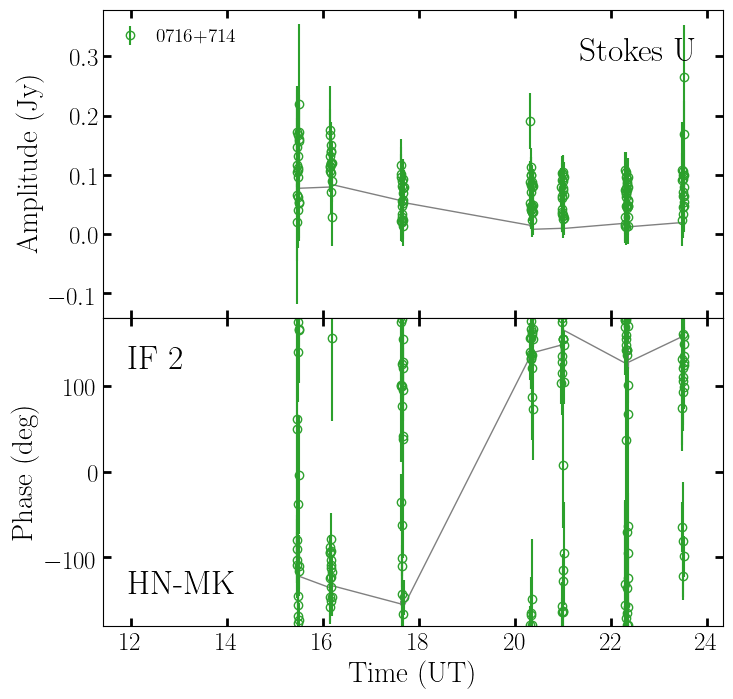 0716+714
Stokes U
0.3
0.2
0.1
0.0
−0.1
Amplitude (Jy)
IF 2
100
0
−100
Phase (deg)
HN-MK
12 14 16 18 20 22 24
Time (UT)